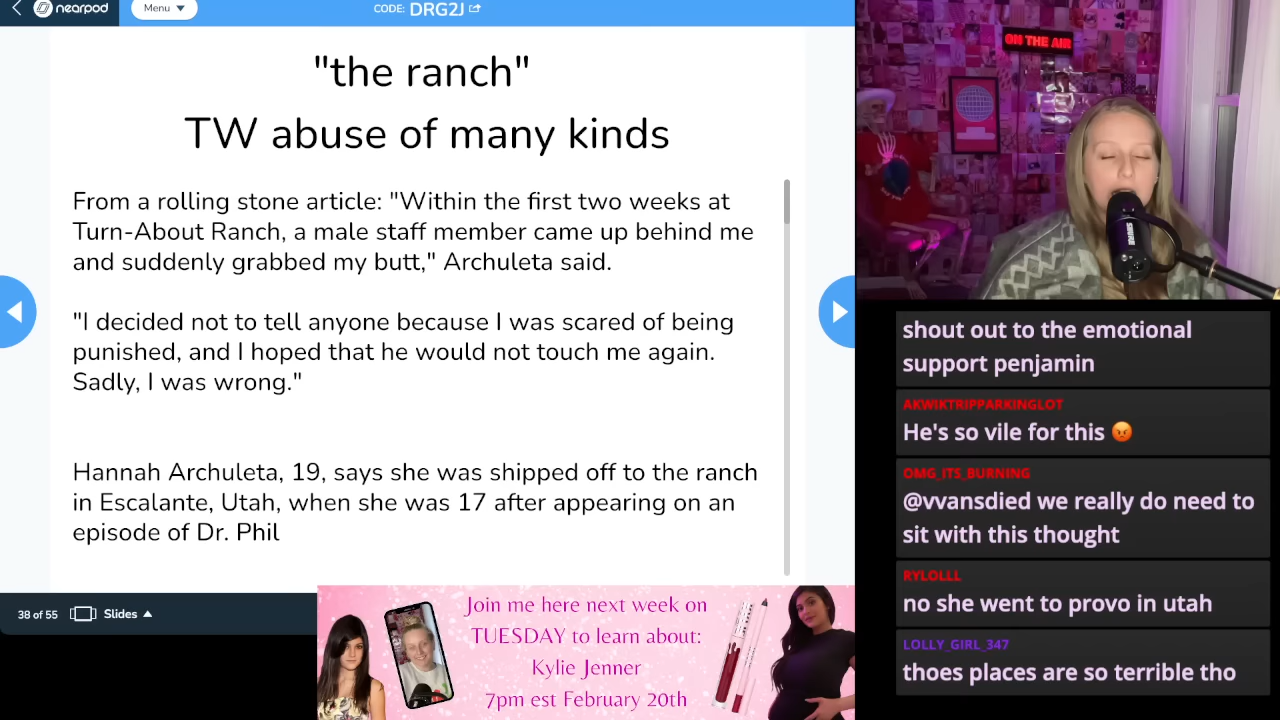 nearpod
Menu
CODE: DRG2J
"the ranch"
TW abuse of many kinds
From a rolling stone article: "Within the first two weeks at
Turn-About Ranch, a male staff member came up behind me
and suddenly grabbed my butt," Archuleta said.
"I decided not to tell anyone because I was scared of being
punished, and I hoped that he would not touch me again.
Sadly, I was wrong."
Hannah Archuleta, 19, says she was shipped off to the ranch
in Escalante, Utah, when she was 17 after appearing on an
episode of Dr. Phil
38 of 55
Slides
Join me here next week on
TUESDAY to learn about:
Kylie Jenner
7pm est February 20th
ON THE AIR
shout out to the emotional
support penjamin
AKWIKTRIPPARKINGLOT
He's so vile for this 😡
OMG_ITS_BURNING
@vvansdied we really do need to
sit with this thought
RYLOLLL
no she went to provo in utah
LOLLY_GIRL_347
thoes places are so terrible tho